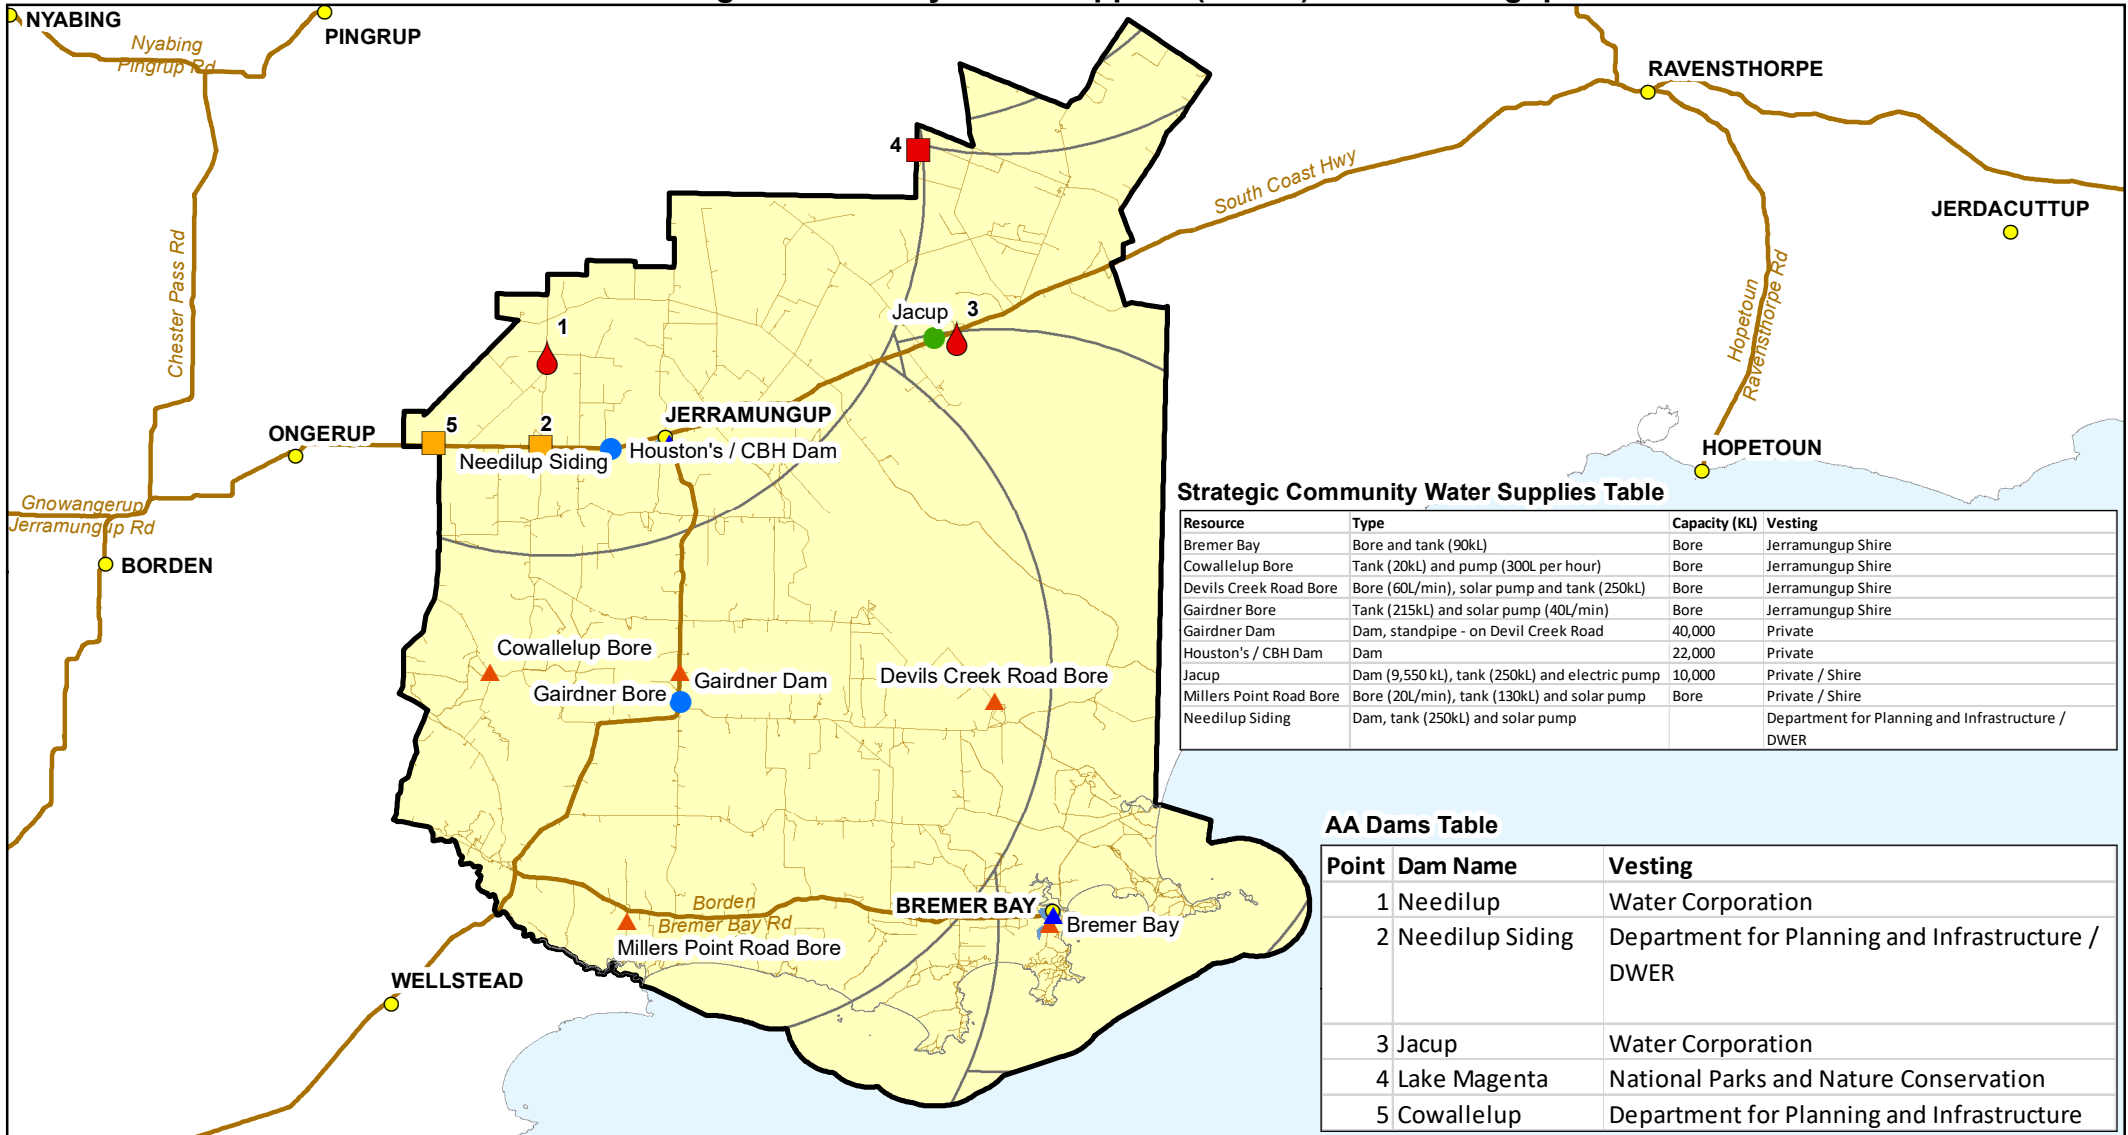 NYABING
PINGRUP
Nyabing
Pingrup Rd
RAVENSTHORPE
4
South Coast Hwy
JERDACUTTUP
Chester Pass Rd
Hopetoun
Ravensthorpe Rd
Jacup
3
1
JERRAMUNGUP
ONGERUP
5
2
Needilup Siding
Houston's / CBH Dam
HOPETOUN
Gnowangerup
Jerramungup Rd
BORDEN
Cowallelup Bore
Gairdner Bore
Gairdner Dam
Devils Creek Road Bore
Borden
Bremer Bay Rd
BREMER BAY
Bremer Bay
Millers Point Road Bore
WELLSTEAD
Strategic Community Water Supplies Table
Resource Type Capacity (KL) Vesting
Bremer Bay Bore and tank (90kL) Bore Jerramungup Shire
Cowallelup Bore Tank (20kL) and pump (300L per hour) Bore Jerramungup Shire
Devils Creek Road Bore Bore (60L/min), solar pump and tank (250kL) Bore Jerramungup Shire
Gairdner Bore Tank (215kL) and solar pump (40L/min) Bore Jerramungup Shire
Gairdner Dam Dam, standpipe - on Devil Creek Road 40,000 Private
Houston's / CBH Dam Dam 22,000 Private
Jacup Dam (9,550 kL), tank (250kL) and electric pump 10,000 Private / Shire
Millers Point Road Bore Bore (20L/min), tank (130kL) and solar pump Bore Private / Shire
Needilup Siding Dam, tank (250kL) and solar pump Department for Planning and Infrastructure /
DWER
AA Dams Table
Point Dam Name Vesting
1 Needilup Water Corporation
2 Needilup Siding Department for Planning and Infrastructure /
DWER
3 Jacup Water Corporation
4 Lake Magenta National Parks and Nature Conservation
5 Cowallelup Department for Planning and Infrastructure